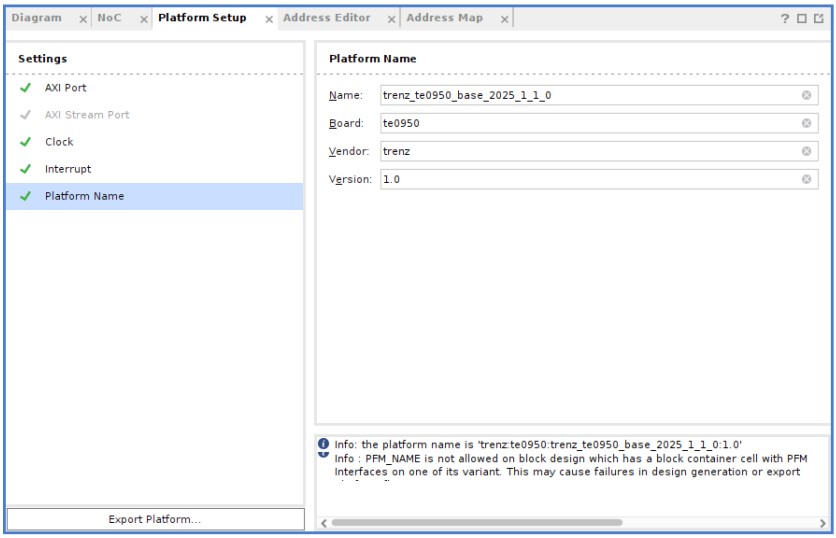 Diagram NoC Platform Setup Address Editor Address Map ?
Settings
AXI Port
AXI Stream Port
Clock
Interrupt
Platform Name
Export Platform...
Platform Name
Name: trenz_te0950_base_2025_1_1_0
Board: te0950
Vendor: trenz
Version: 1.0
Info: the platform name is 'trenz:te0950:trenz_te0950_base_2025_1_1_0:1.0'
Info : PFM_NAME is not allowed on block design which has a block container cell with PFM
Interfaces on one of its variant. This may cause failures in design generation or export